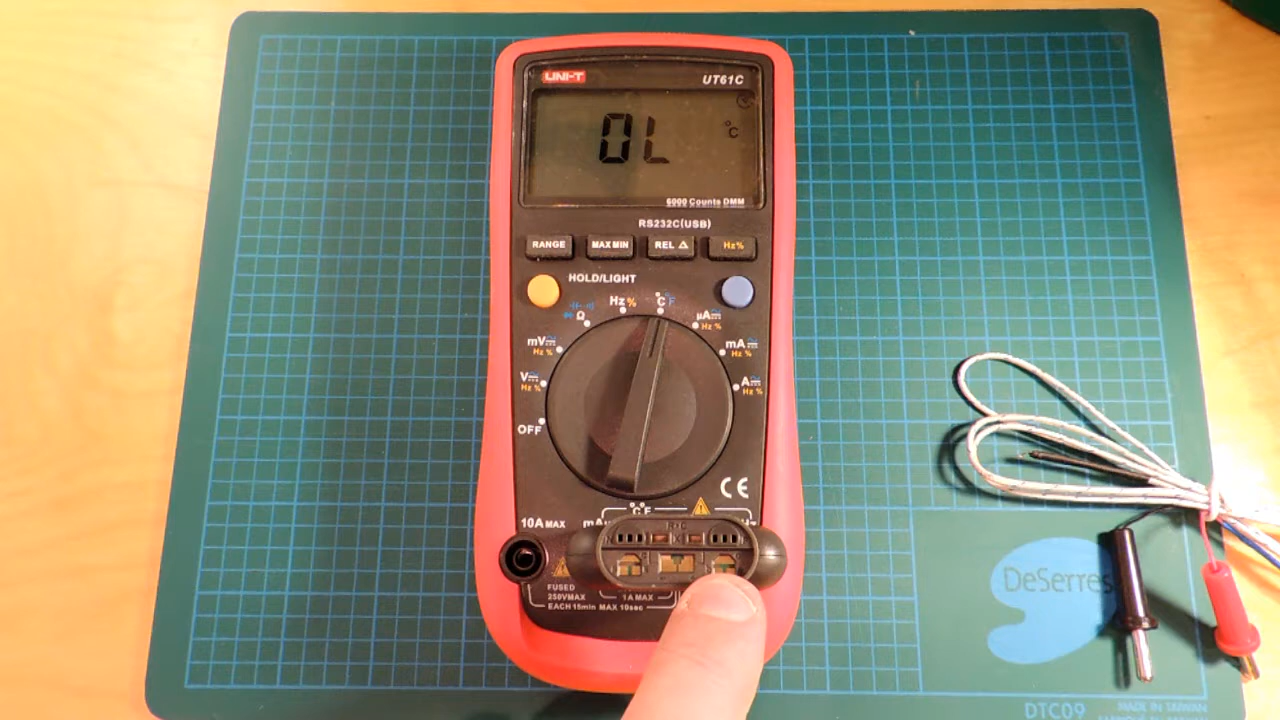 UNI-T UT61C
OL °C
6000 Counts DMM
RS232C(USB)
RANGE MAX MIN REL △ Hz%
HOLD/LIGHT
Hz% °C °F
Ω µA Hz %
mV Hz % mA Hz %
V Hz % A Hz %
OFF
CE
°C °F
10A MAX
FUSED
250V MAX 1A MAX
EACH 15min MAX 10sec
DeSerres
DTC09 MADE IN TAIWAN